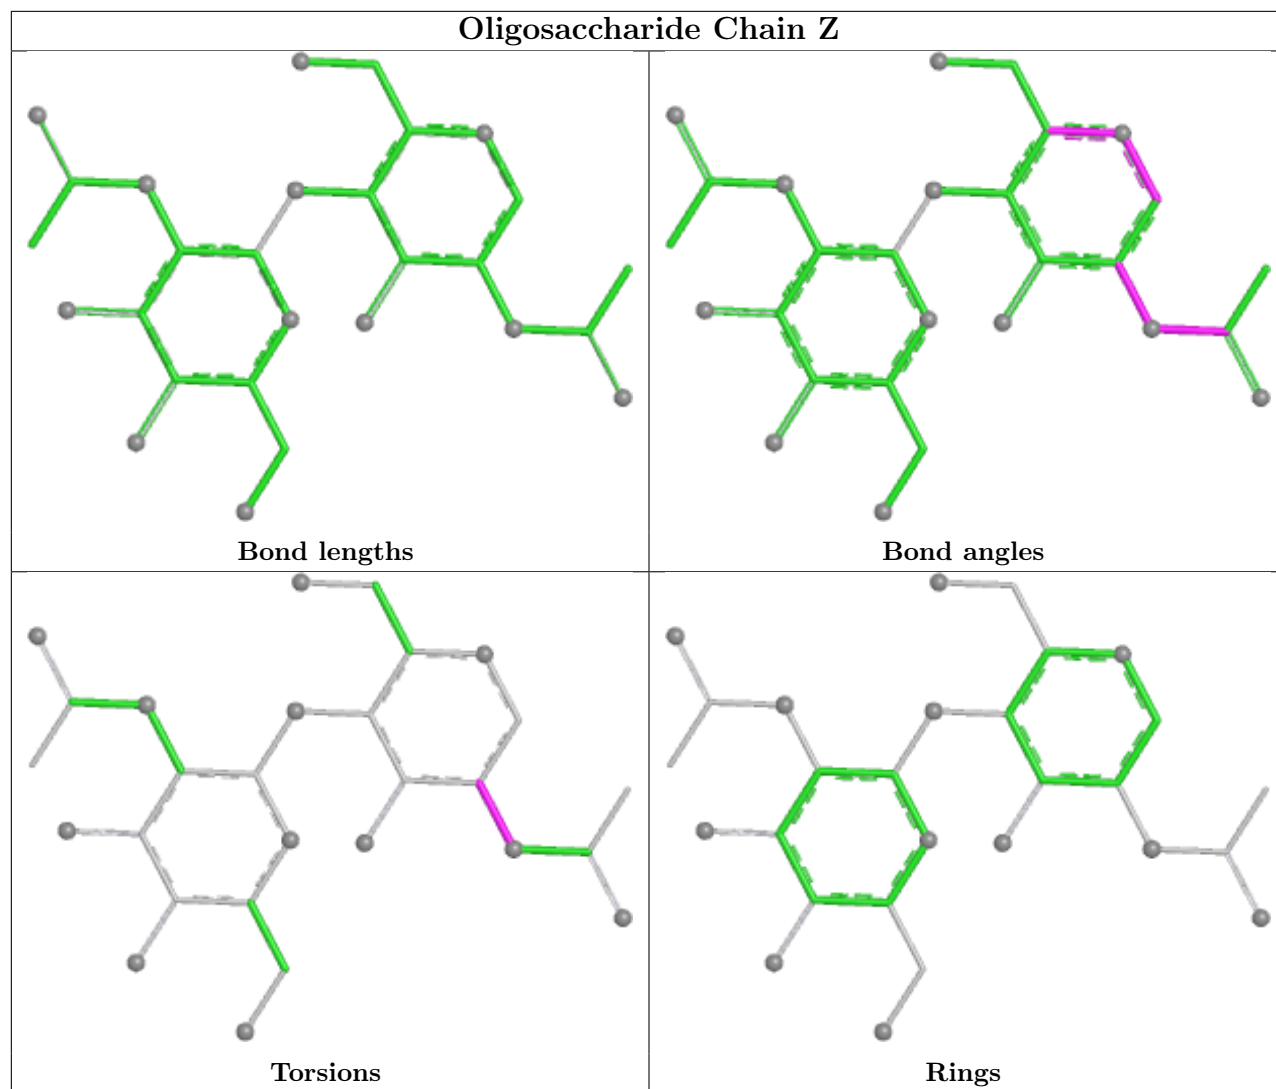 Oligosaccharide Chain Z
Bond lengths
Bond angles
Torsions
Rings